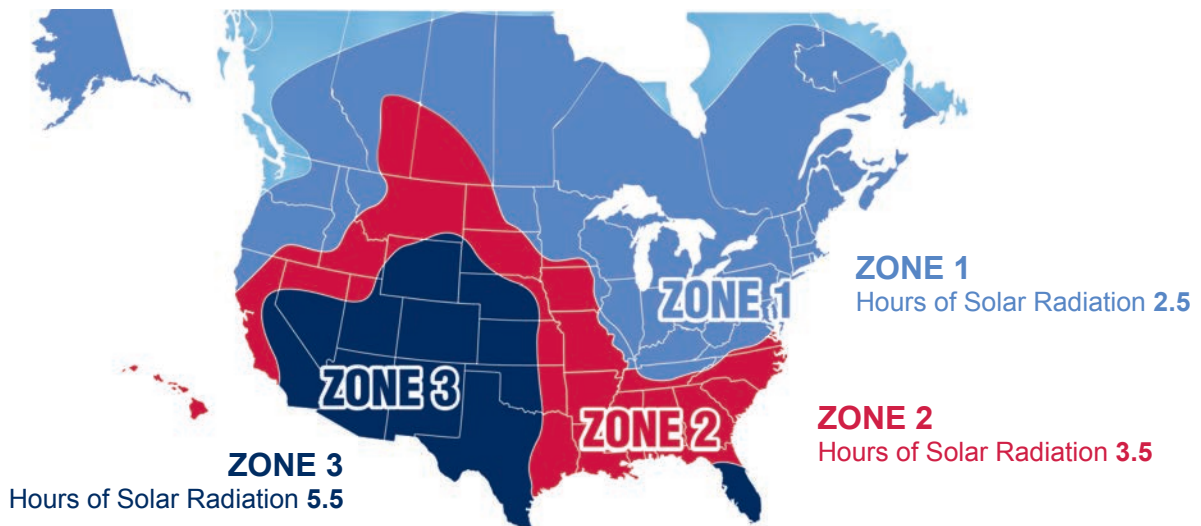 ZONE 1
ZONE 1
Hours of Solar Radiation 2.5
ZONE 3
ZONE 2
ZONE 2
Hours of Solar Radiation 3.5
ZONE 3
Hours of Solar Radiation 5.5